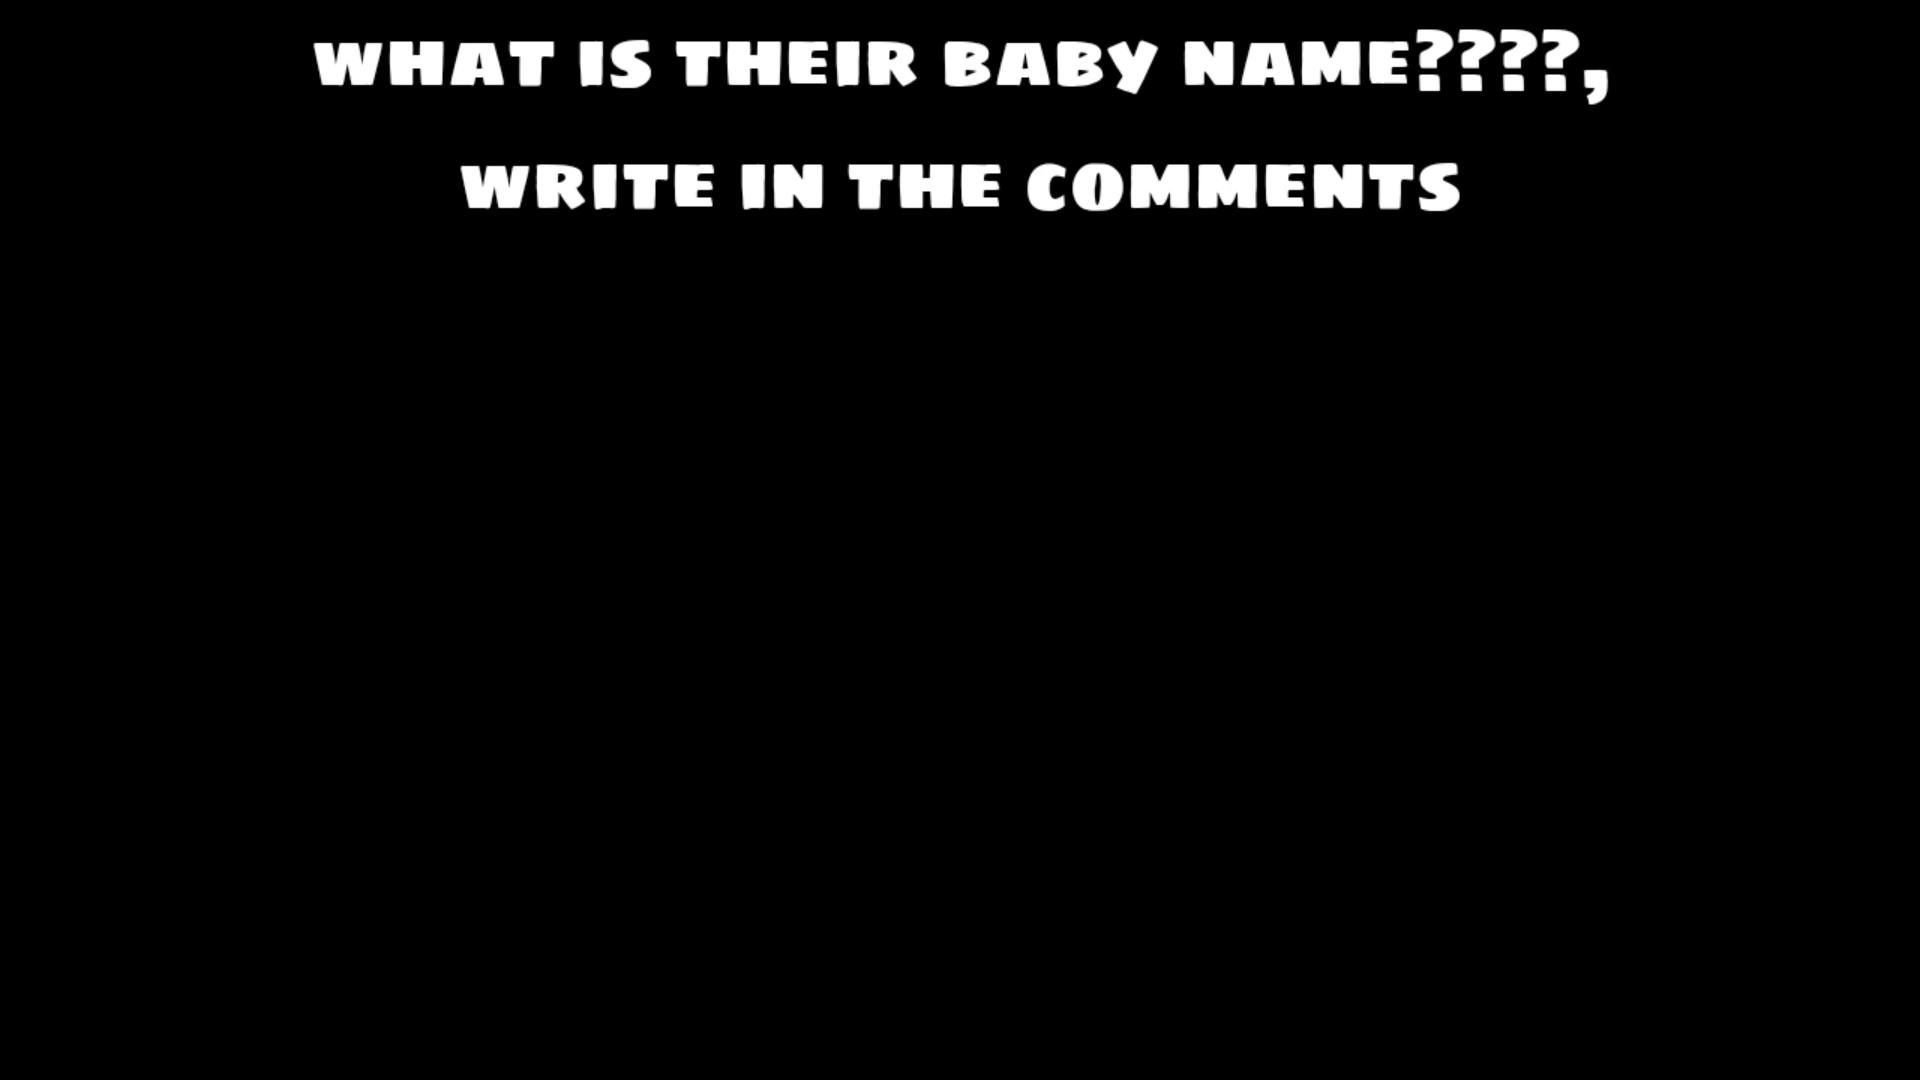 WHAT IS THEIR BABY NAME????,
WRITE IN THE COMMENTS